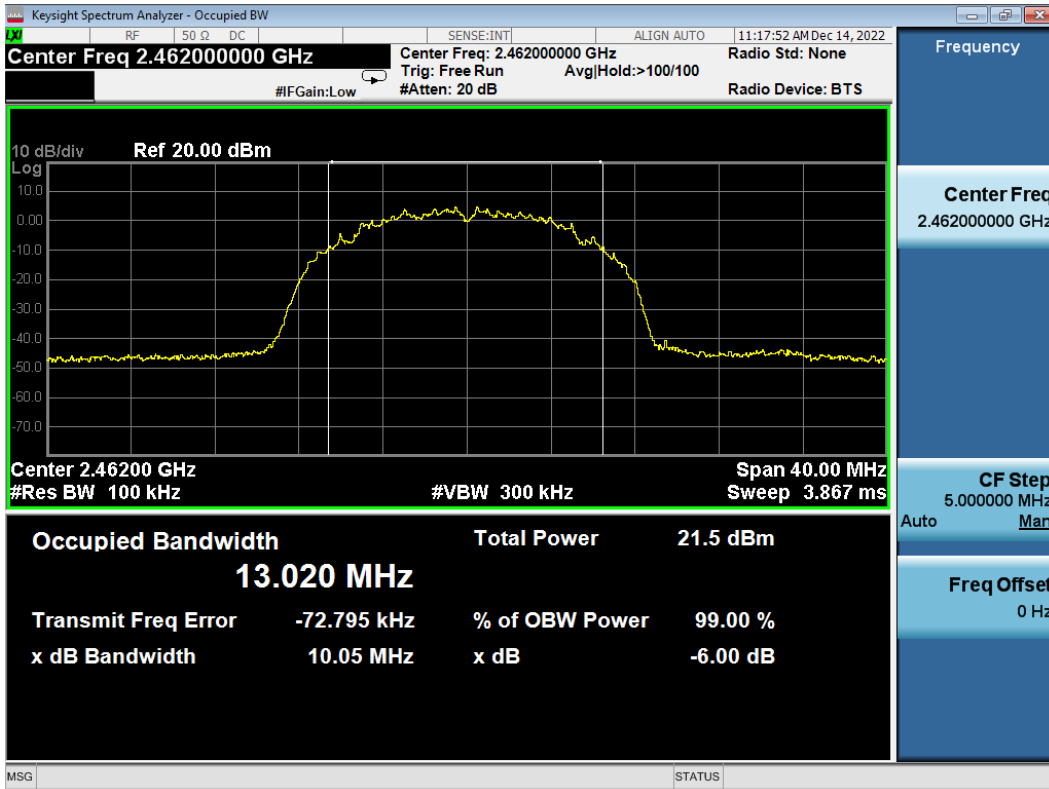 Keysight Spectrum Analyzer - Occupied BW
LXI RF 50 Ω DC SENSE:INT ALIGN AUTO 11:17:52 AM Dec 14, 2022
Center Freq 2.462000000 GHz
#IFGain:Low
Center Freq: 2.462000000 GHz
Trig: Free Run Avg|Hold:>100/100
#Atten: 20 dB
Radio Std: None
Radio Device: BTS
10 dB/div Ref 20.00 dBm
Log
10.0
0.00
-10.0
-20.0
-30.0
-40.0
-50.0
-60.0
-70.0
Center 2.46200 GHz Span 40.00 MHz
#Res BW 100 kHz #VBW 300 kHz Sweep 3.867 ms
Occupied Bandwidth Total Power 21.5 dBm
13.020 MHz
Transmit Freq Error -72.795 kHz % of OBW Power 99.00 %
x dB Bandwidth 10.05 MHz x dB -6.00 dB
MSG STATUS
Frequency
Center Freq
2.462000000 GHz
CF Step
5.000000 MHz
Auto Man
Freq Offset
0 Hz